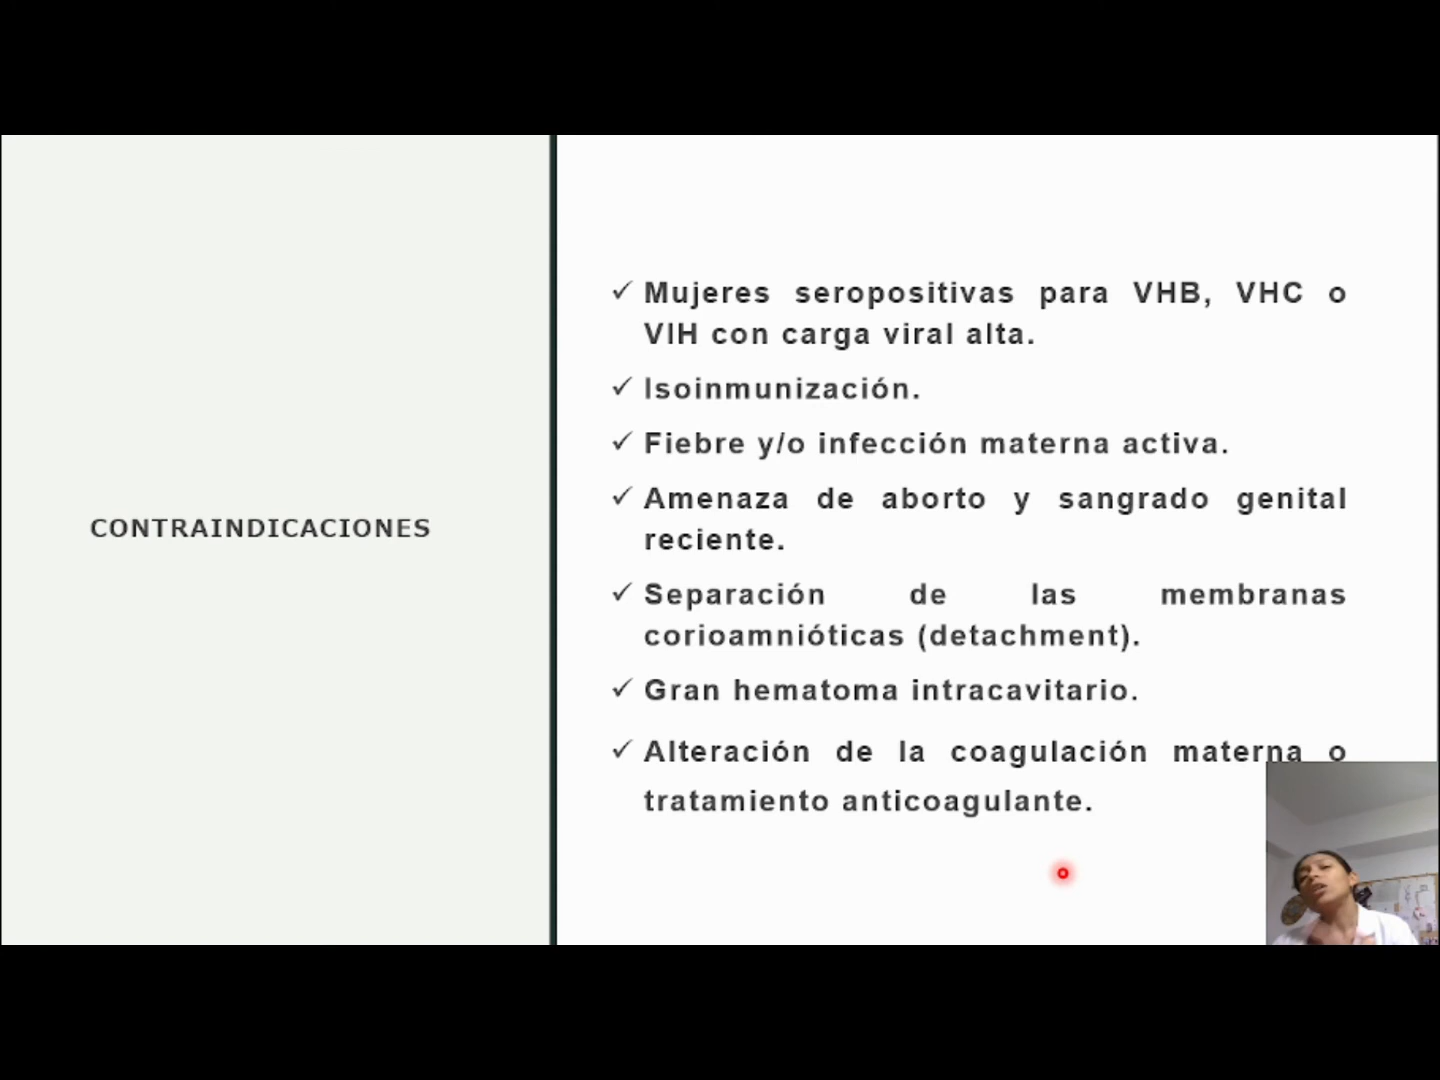 CONTRAINDICACIONES
✓ Mujeres seropositivas para VHB, VHC o
VIH con carga viral alta.
✓ Isoinmunización.
✓ Fiebre y/o infección materna activa.
✓ Amenaza de aborto y sangrado genital
reciente.
✓ Separación de las membranas
corioamnióticas (detachment).
✓ Gran hematoma intracavitario.
✓ Alteración de la coagulación materna o
tratamiento anticoagulante.